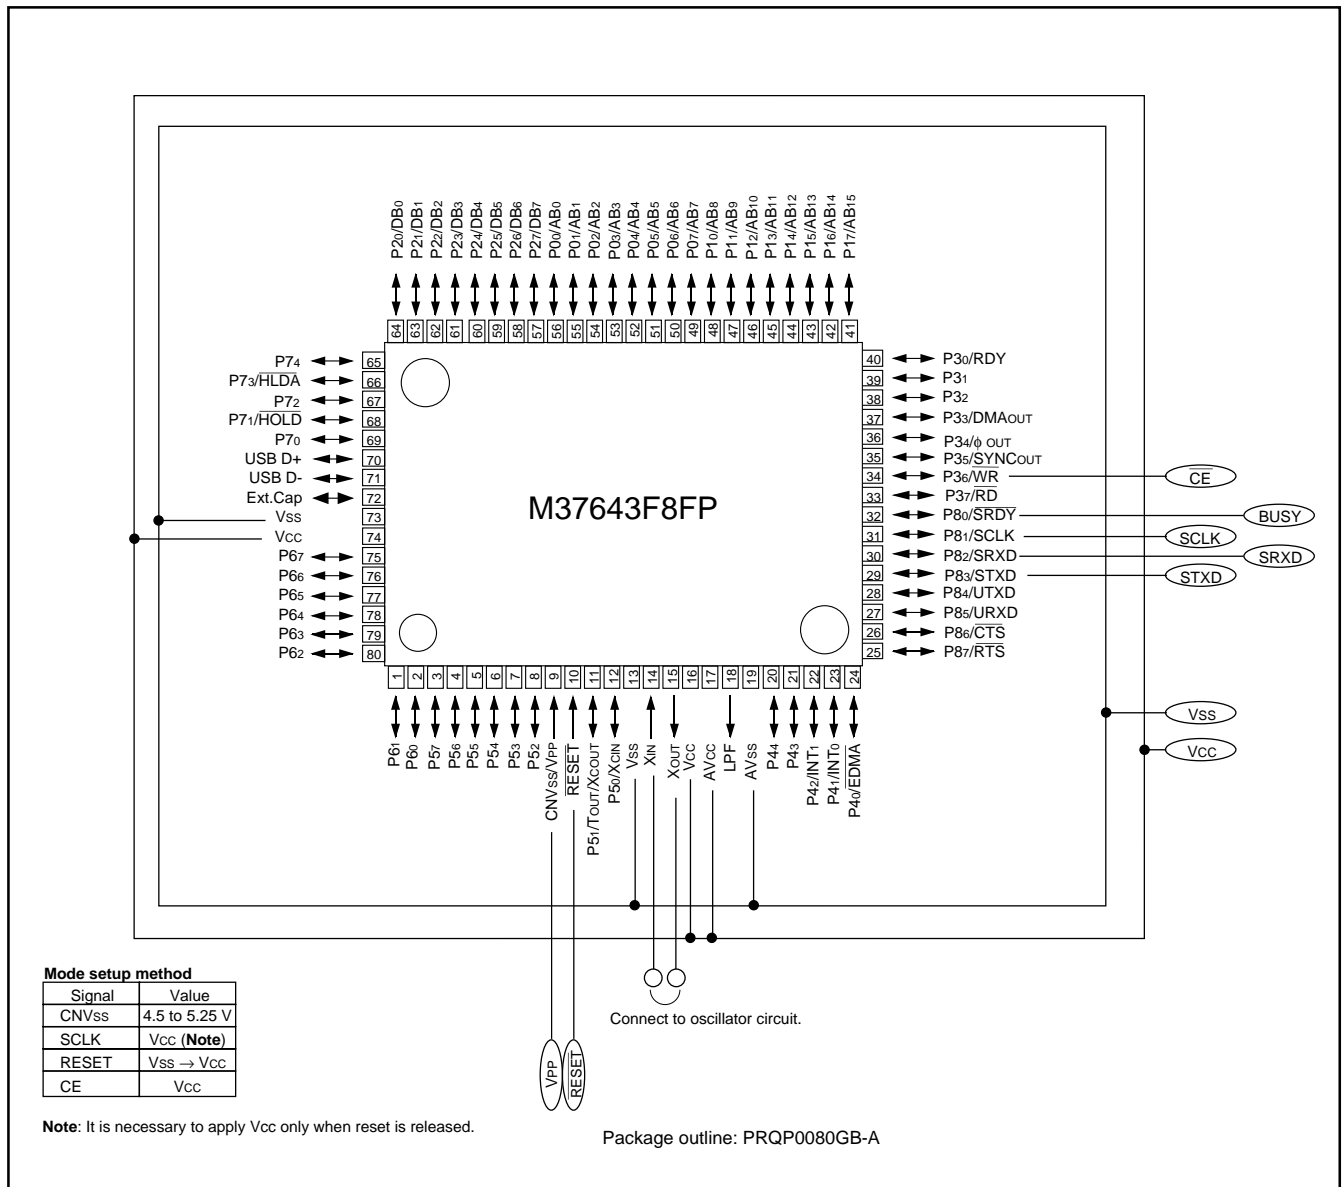 P20/DB0
P21/DB1
P22/DB2
P23/DB3
P24/DB4
P25/DB5
P26/DB6
P27/DB7
P00/AB0
P01/AB1
P02/AB2
P03/AB3
P04/AB4
P05/AB5
P06/AB6
P07/AB7
P10/AB8
P11/AB9
P12/AB10
P13/AB11
P14/AB12
P15/AB13
P16/AB14
P17/AB15
64 63 62 61 60 59 58 57 56 55 54 53 52 51 50 49 48 47 46 45 44 43 42 41
P74 65
P73/HLDA 66
P72 67
P71/HOLD 68
P70 69
USB D+ 70
USB D- 71
Ext.Cap 72
VSS 73
VCC 74
P67 75
P66 76
P65 77
P64 78
P63 79
P62 80
M37643F8FP
40 P30/RDY
39 P31
38 P32
37 P33/DMAOUT
36 P34/ϕ OUT
35 P35/SYNCOUT
34 P36/WR CE
33 P37/RD
32 P80/SRDY BUSY
31 P81/SCLK SCLK
30 P82/SRXD SRXD
29 P83/STXD STXD
28 P84/UTXD
27 P85/URXD
26 P86/CTS
25 P87/RTS
VSS
VCC
1 2 3 4 5 6 7 8 9 10 11 12 13 14 15 16 17 18 19 20 21 22 23 24
P61
P60
P57
P56
P55
P54
P53
P52
CNVSS/VPP
RESET
P51/TOUT/XCOUT
P50/XCIN
VSS
XIN
XOUT
VCC
AVCC
LPF
AVSS
P44
P43
P42/INT1
P41/INT0
P40/EDMA
Connect to oscillator circuit.
VPP
RESET
Mode setup method
Signal Value
CNVSS 4.5 to 5.25 V
SCLK VCC (Note)
RESET VSS → VCC
CE VCC
Note: It is necessary to apply Vcc only when reset is released.
Package outline: PRQP0080GB-A